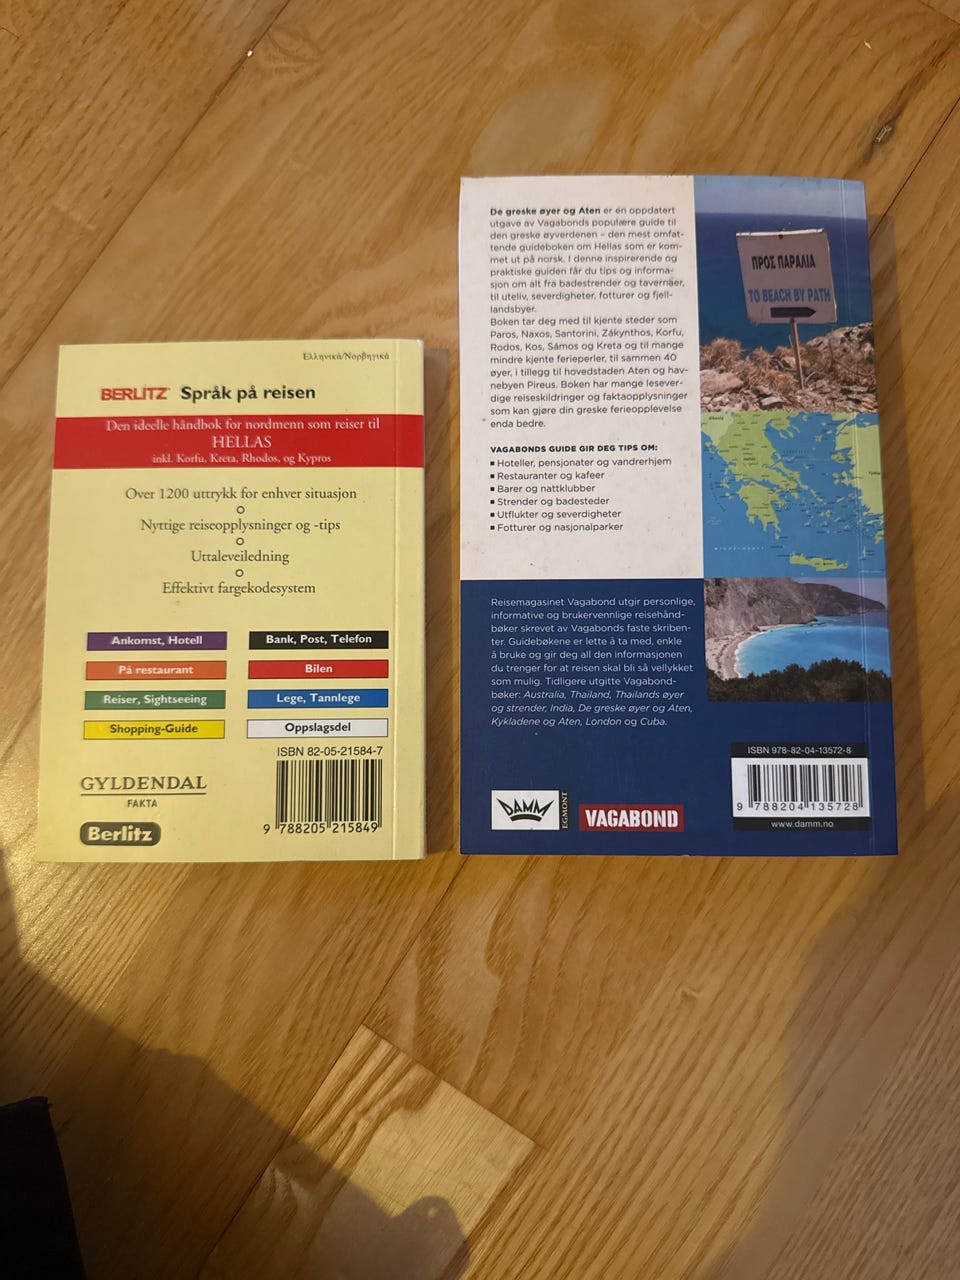 Ελληνικά/Νορβηγικά
BERLITZ Språk på reisen
Den ideelle håndbok for nordmenn som reiser til
HELLAS
inkl. Korfu, Kreta, Rhodos, og Kypros
Over 1200 uttrykk for enhver situasjon
Nyttige reiseopplysninger og -tips
Uttaleveiledning
Effektivt fargekodesystem
Ankomst, Hotell
Bank, Post, Telefon
På restaurant
Bilen
Reiser, Sightseeing
Lege, Tannlege
Shopping-Guide
Oppslagsdel
ISBN 82-05-21584-7
GYLDENDAL
FAKTA
Berlitz
9 788205 215849
De greske øyer og Aten er en oppdatert
utgave av Vagabonds populære guide til
den greske øyverdenen – den mest omfat-
tende guideboken om Hellas som er kom-
met ut på norsk. I denne inspirerende og
praktiske guiden får du tips og informa-
sjon om alt fra badestrender og tavernaer,
til uteliv, severdigheter, fotturer og fjell-
landsbyer.
Boken tar deg med til kjente steder som
Paros, Naxos, Santorini, Zákynthos, Korfu,
Rodos, Kos, Sámos og Kreta og til mange
mindre kjente ferieperler, til sammen 40
øyer, i tillegg til hovedstaden Aten og hav-
nebyen Pireus. Boken har mange lesever-
dige reiseskildringer og faktaopplysninger
som kan gjøre din greske ferieopplevelse
enda bedre.
VAGABONDS GUIDE GIR DEG TIPS OM:
▪ Hoteller, pensjonater og vandrerhjem
▪ Restauranter og kafeer
▪ Barer og nattklubber
▪ Strender og badesteder
▪ Utflukter og severdigheter
▪ Fotturer og nasjonalparker
ΠΡΟΣ ΠΑΡΑΛΙΑ
TO BEACH BY PATH
Reisemagasinet Vagabond utgir personlige,
informative og brukervennlige reisehånd-
bøker skrevet av Vagabonds faste skriben-
ter. Guidebøkene er lette å ta med, enkle
å bruke og gir deg all den informasjonen
du trenger for at reisen skal bli så vellykket
som mulig. Tidligere utgitte Vagabond-
bøker: Australia, Thailand, Thailands øyer
og strender, India, De greske øyer og Aten,
Kykladene og Aten, London og Cuba.
DAMM
EGMONT
VAGABOND
ISBN 978-82-04-13572-8
9 788204 135728
www.damm.no